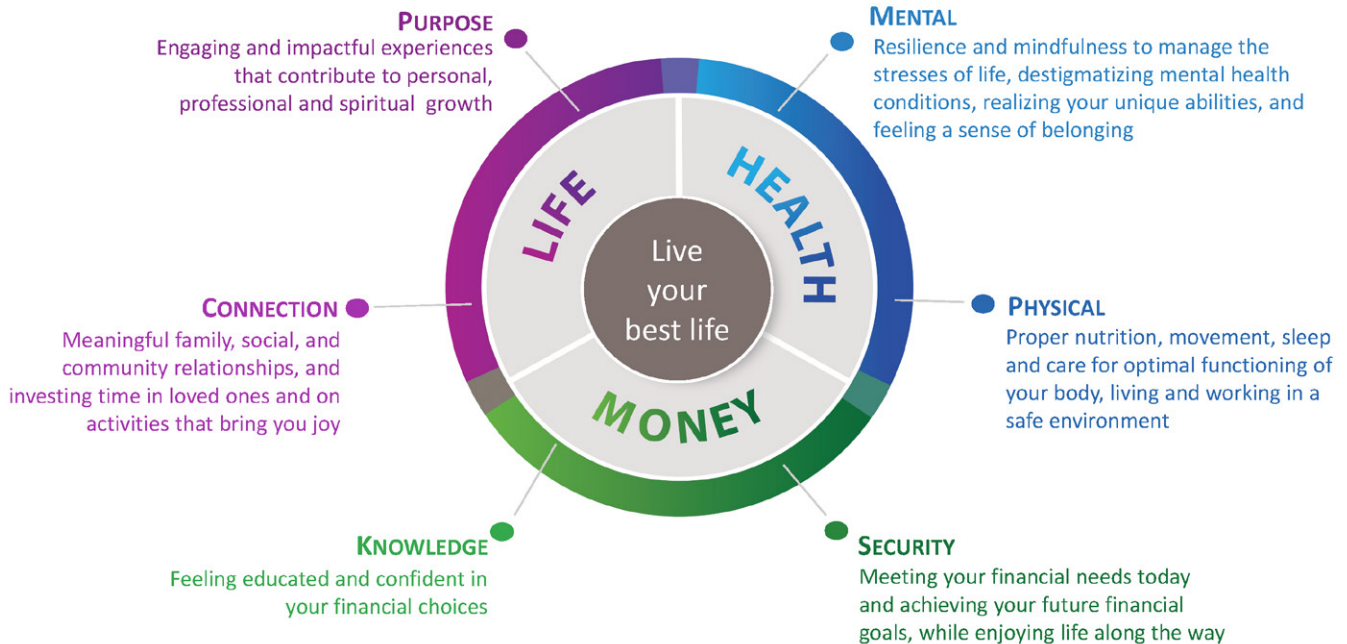 PURPOSE
Engaging and impactful experiences
that contribute to personal,
professional and spiritual growth
MENTAL
Resilience and mindfulness to manage the
stresses of life, destigmatizing mental health
conditions, realizing your unique abilities, and
feeling a sense of belonging
LIFE
HEALTH
Live
your
best life
MONEY
CONNECTION
Meaningful family, social, and
community relationships, and
investing time in loved ones and on
activities that bring you joy
PHYSICAL
Proper nutrition, movement, sleep
and care for optimal functioning of
your body, living and working in a
safe environment
KNOWLEDGE
Feeling educated and confident in
your financial choices
SECURITY
Meeting your financial needs today
and achieving your future financial
goals, while enjoying life along the way